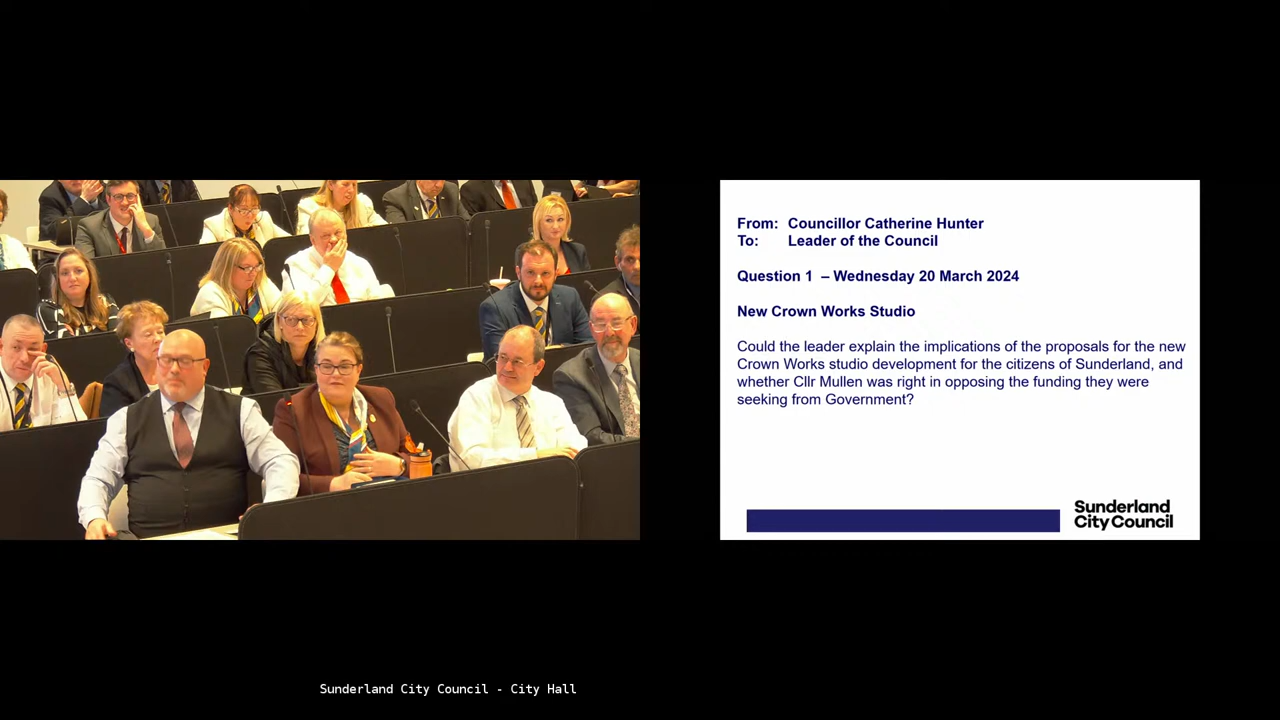 From: Councillor Catherine Hunter
To: Leader of the Council
Question 1 – Wednesday 20 March 2024
New Crown Works Studio
Could the leader explain the implications of the proposals for the new
Crown Works studio development for the citizens of Sunderland, and
whether Cllr Mullen was right in opposing the funding they were
seeking from Government?
Sunderland
City Council
Sunderland City Council - City Hall